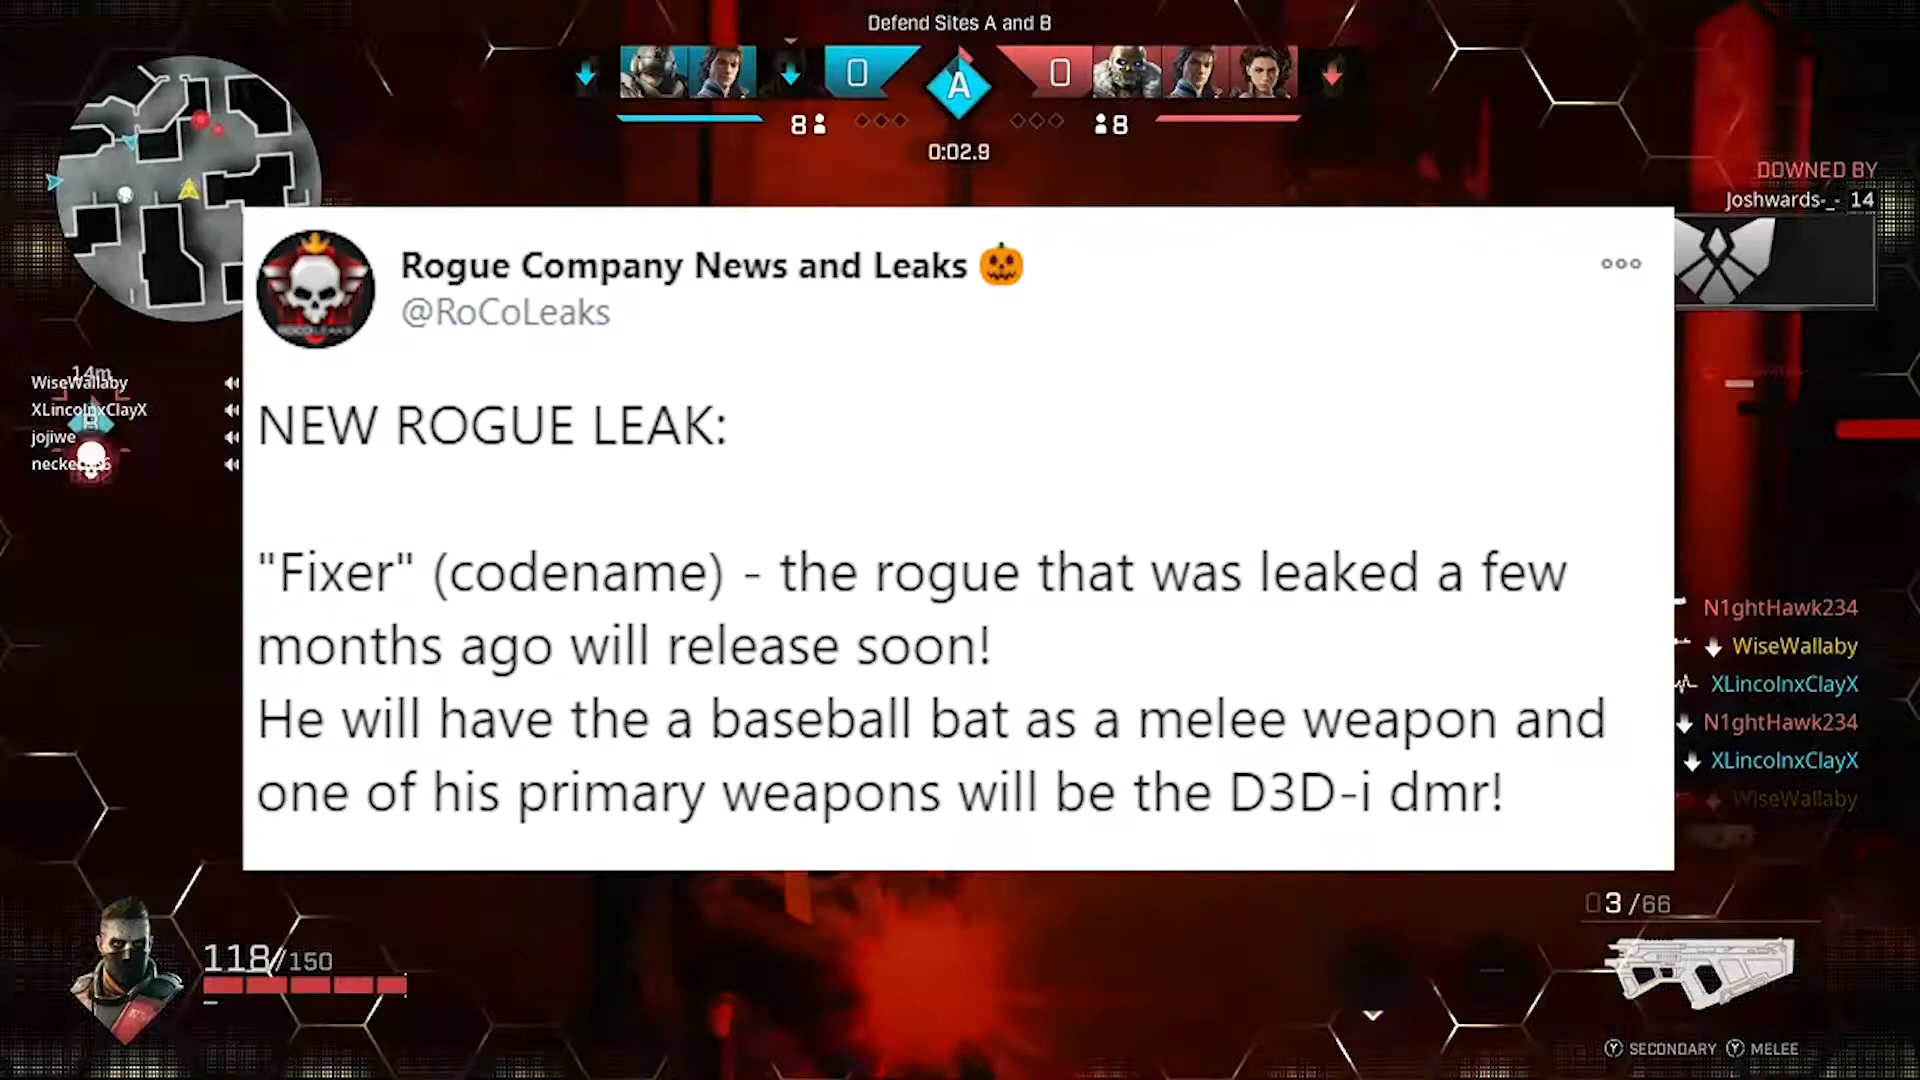 Defend Sites A and B
0
A
0
8
8
0:02.9
DOWNED BY
Joshwards-_- 14
Rogue Company News and Leaks 🎃
@RoCoLeaks
14m
WiseWallaby
XLincolnxClayX
jojiwe
NEW ROGUE LEAK:
"Fixer" (codename) - the rogue that was leaked a few
months ago will release soon!
He will have the a baseball bat as a melee weapon and
one of his primary weapons will be the D3D-i dmr!
N1ghtHawk234
WiseWallaby
XLincolnxClayX
N1ghtHawk234
XLincolnxClayX
WiseWallaby
03/66
118/150
Y SECONDARY Y MELEE